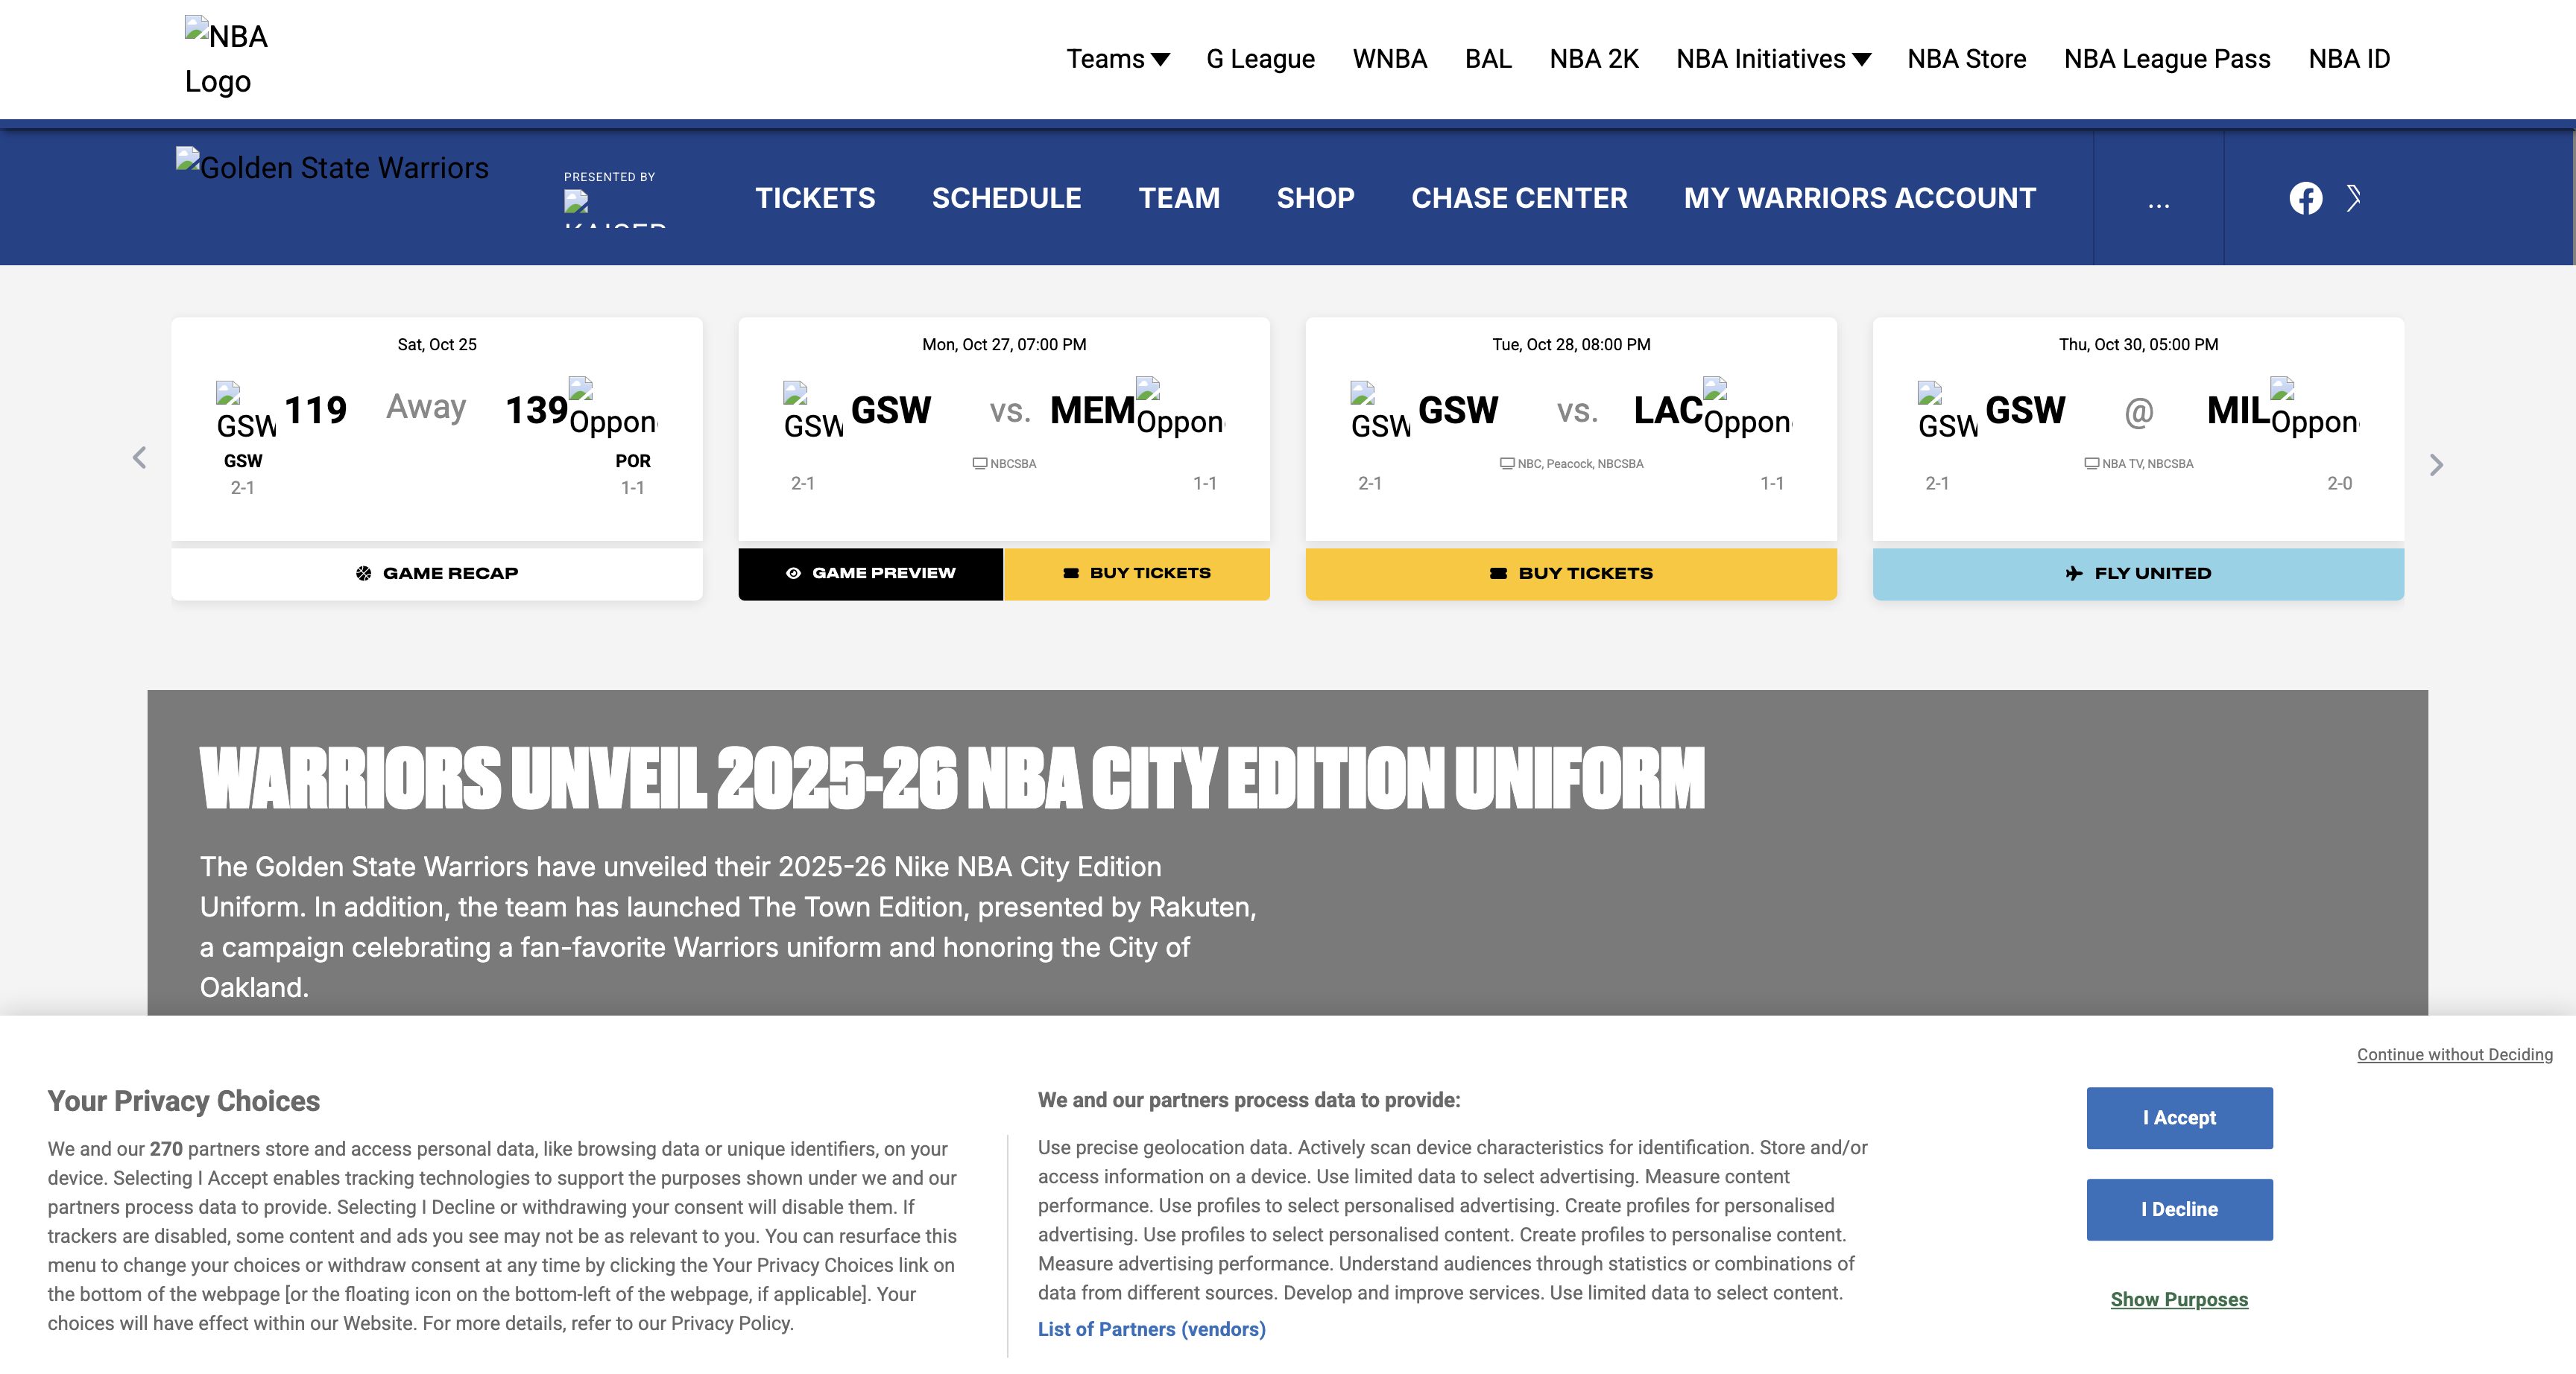 NBA
Logo
Teams
G League
WNBA
BAL
NBA 2K
NBA Initiatives
NBA Store
NBA League Pass
NBA ID
Golden State Warriors
PRESENTED BY
TICKETS
SCHEDULE
TEAM
SHOP
CHASE CENTER
MY WARRIORS ACCOUNT
...
Sat, Oct 25
GSW 119 Away 139 Oppon
GSW POR
2-1 1-1
GAME RECAP
Mon, Oct 27, 07:00 PM
GSW GSW vs. MEM Oppon
NBCSBA
2-1 1-1
GAME PREVIEW
BUY TICKETS
Tue, Oct 28, 08:00 PM
GSW GSW vs. LAC Oppon
NBC, Peacock, NBCSBA
2-1 1-1
BUY TICKETS
Thu, Oct 30, 05:00 PM
GSW GSW @ MIL Oppon
NBA TV, NBCSBA
2-1 2-0
FLY UNITED
WARRIORS UNVEIL 2025-26 NBA CITY EDITION UNIFORM
The Golden State Warriors have unveiled their 2025-26 Nike NBA City Edition
Uniform. In addition, the team has launched The Town Edition, presented by Rakuten,
a campaign celebrating a fan-favorite Warriors uniform and honoring the City of
Oakland.
Continue without Deciding
Your Privacy Choices
We and our 270 partners store and access personal data, like browsing data or unique identifiers, on your
device. Selecting I Accept enables tracking technologies to support the purposes shown under we and our
partners process data to provide. Selecting I Decline or withdrawing your consent will disable them. If
trackers are disabled, some content and ads you see may not be as relevant to you. You can resurface this
menu to change your choices or withdraw consent at any time by clicking the Your Privacy Choices link on
the bottom of the webpage [or the floating icon on the bottom-left of the webpage, if applicable]. Your
choices will have effect within our Website. For more details, refer to our Privacy Policy.
We and our partners process data to provide:
Use precise geolocation data. Actively scan device characteristics for identification. Store and/or
access information on a device. Use limited data to select advertising. Measure content
performance. Use profiles to select personalised advertising. Create profiles for personalised
advertising. Use profiles to select personalised content. Create profiles to personalise content.
Measure advertising performance. Understand audiences through statistics or combinations of
data from different sources. Develop and improve services. Use limited data to select content.
List of Partners (vendors)
I Accept
I Decline
Show Purposes